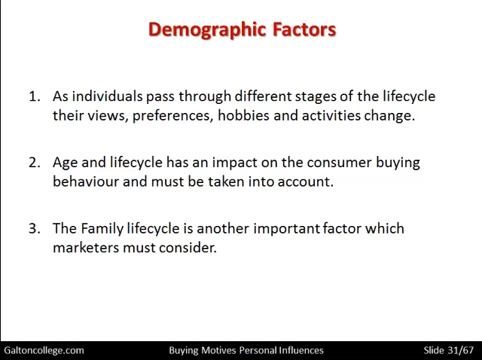 Demographic Factors
1. As individuals pass through different stages of the lifecycle
their views, preferences, hobbies and activities change.
2. Age and lifecycle has an impact on the consumer buying
behaviour and must be taken into account.
3. The Family lifecycle is another important factor which
marketers must consider.
Galtoncollege.com Buying Motives Personal Influences Slide 31/67